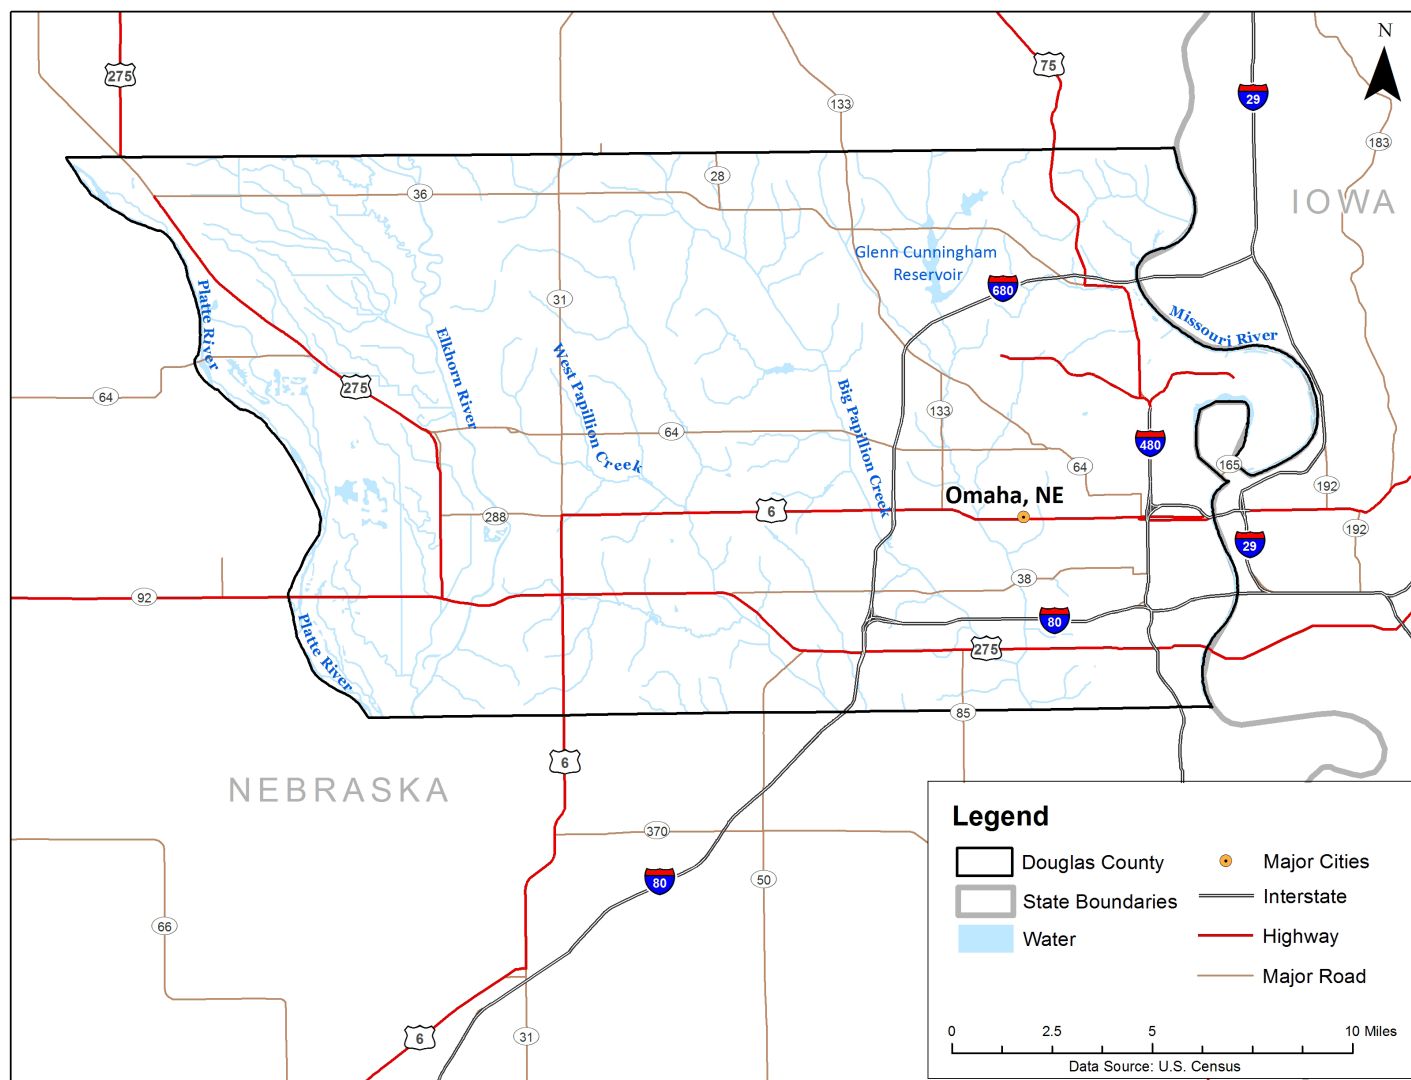 N
275
75
29
133
183
IOWA
28
36
Glenn Cunningham
Reservoir
680
31
Platte River
Missouri River
Elkhorn River
West Papillion Creek
275
Big Papillion Creek
64
133
64
480
165
64
192
Omaha, NE
6
288
192
29
38
92
80
Platte River
275
85
6
NEBRASKA
370
80
50
66
31
6
Legend
Douglas County
State Boundaries
Water
Major Cities
Interstate
Highway
Major Road
0 2.5 5 10 Miles
Data Source: U.S. Census